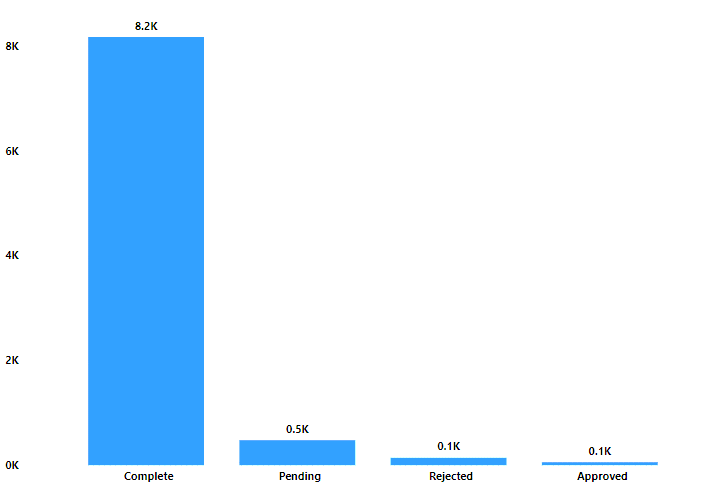 8.2K
8K
6K
4K
2K
0.5K
0.1K
0.1K
0K
Complete Pending Rejected Approved